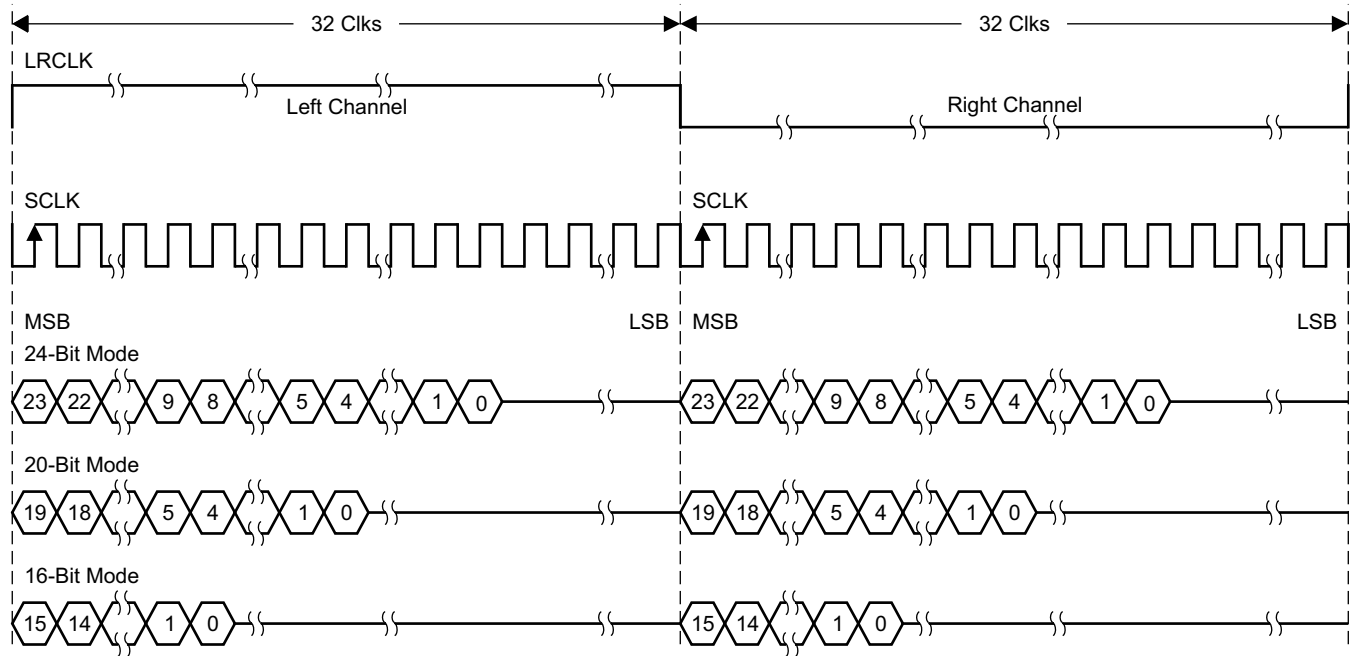 32 Clks 32 Clks
LRCLK
Left Channel Right Channel
SCLK SCLK
MSB LSB MSB LSB
24-Bit Mode
23 22 9 8 5 4 1 0 23 22 9 8 5 4 1 0
20-Bit Mode
19 18 5 4 1 0 19 18 5 4 1 0
16-Bit Mode
15 14 1 0 15 14 1 0